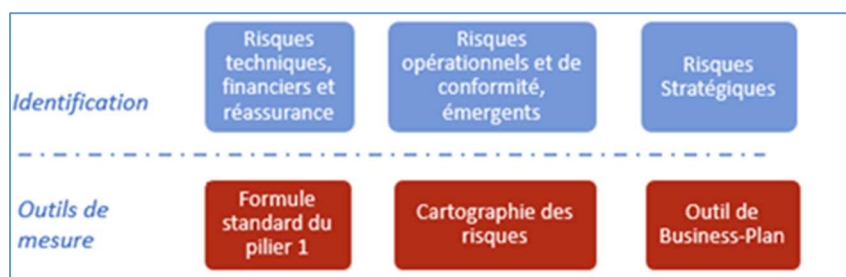 Identification
Risques
techniques,
financiers et
réassurance
Risques
opérationnels et de
conformité,
émergents
Risques
Stratégiques
Outils de
mesure
Formule
standard du
pilier 1
Cartographie des
risques
Outil de
Business-Plan